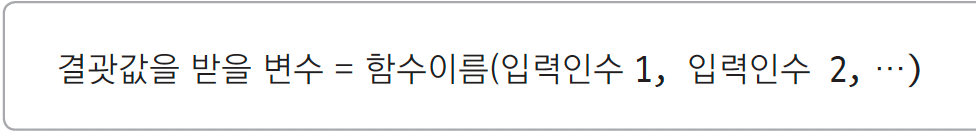 결괏값을 받을 변수 = 함수이름(입력인수 1, 입력인수 2, …)